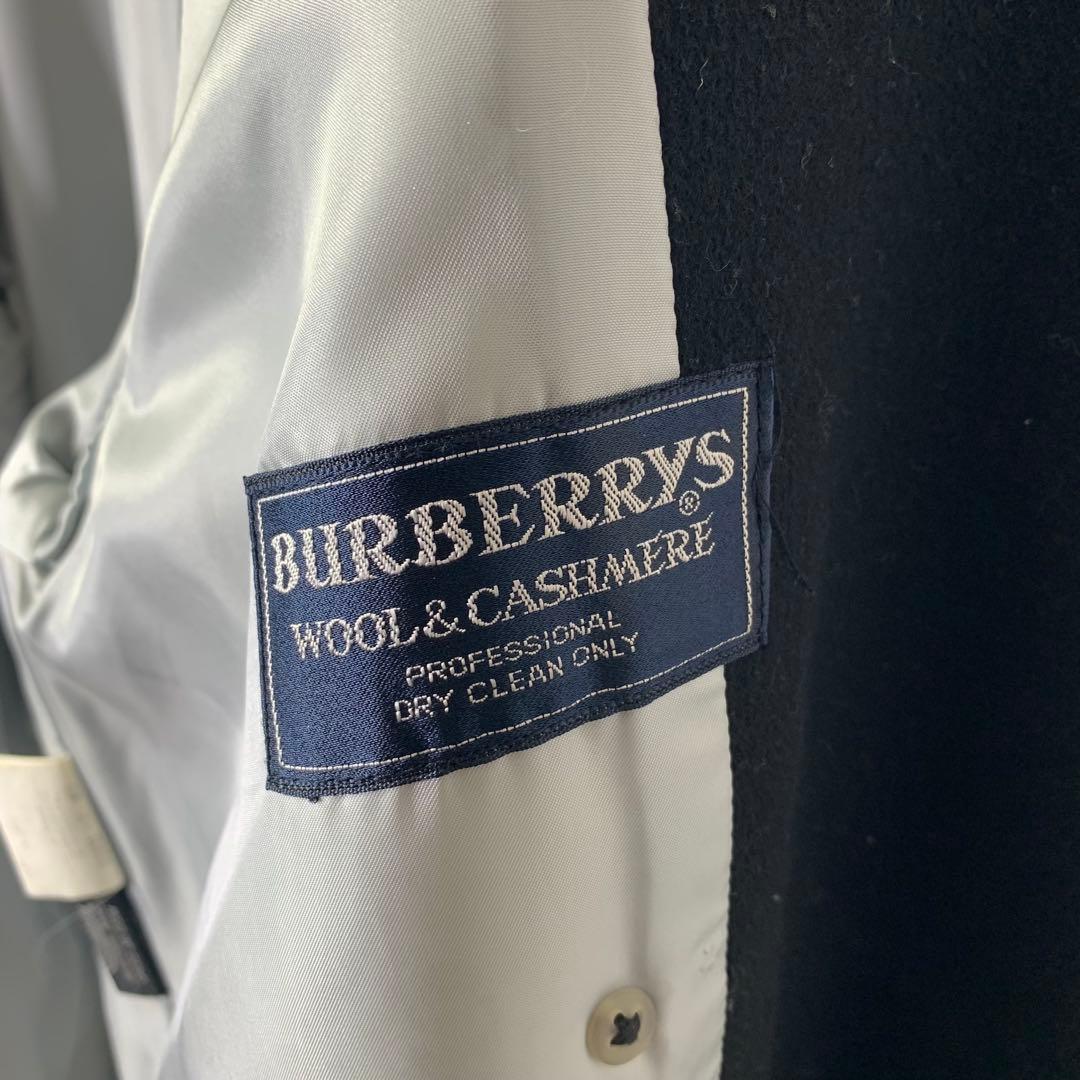 BURBERRYS®
WOOL & CASHMERE
PROFESSIONAL
DRY CLEAN ONLY